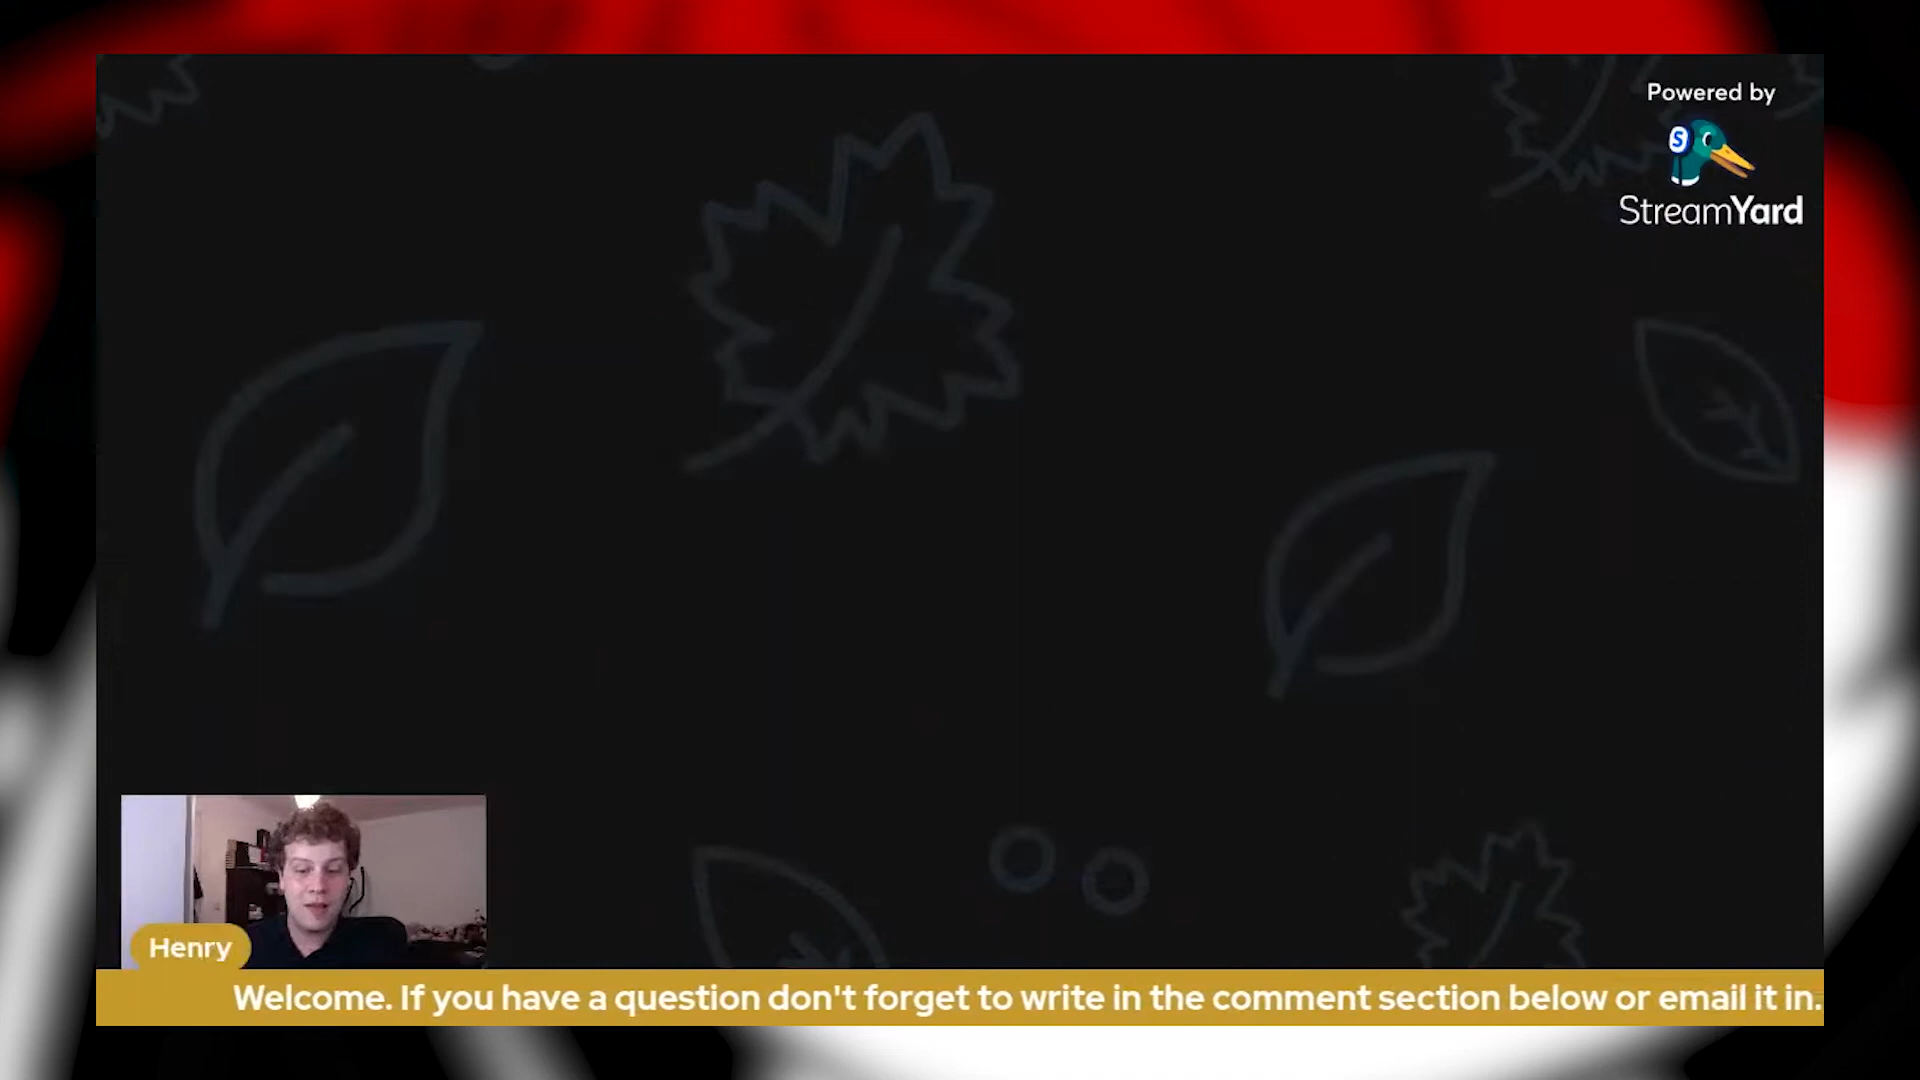 Powered by
S
StreamYard
Henry
Welcome. If you have a question don't forget to write in the comment section below or email it in.